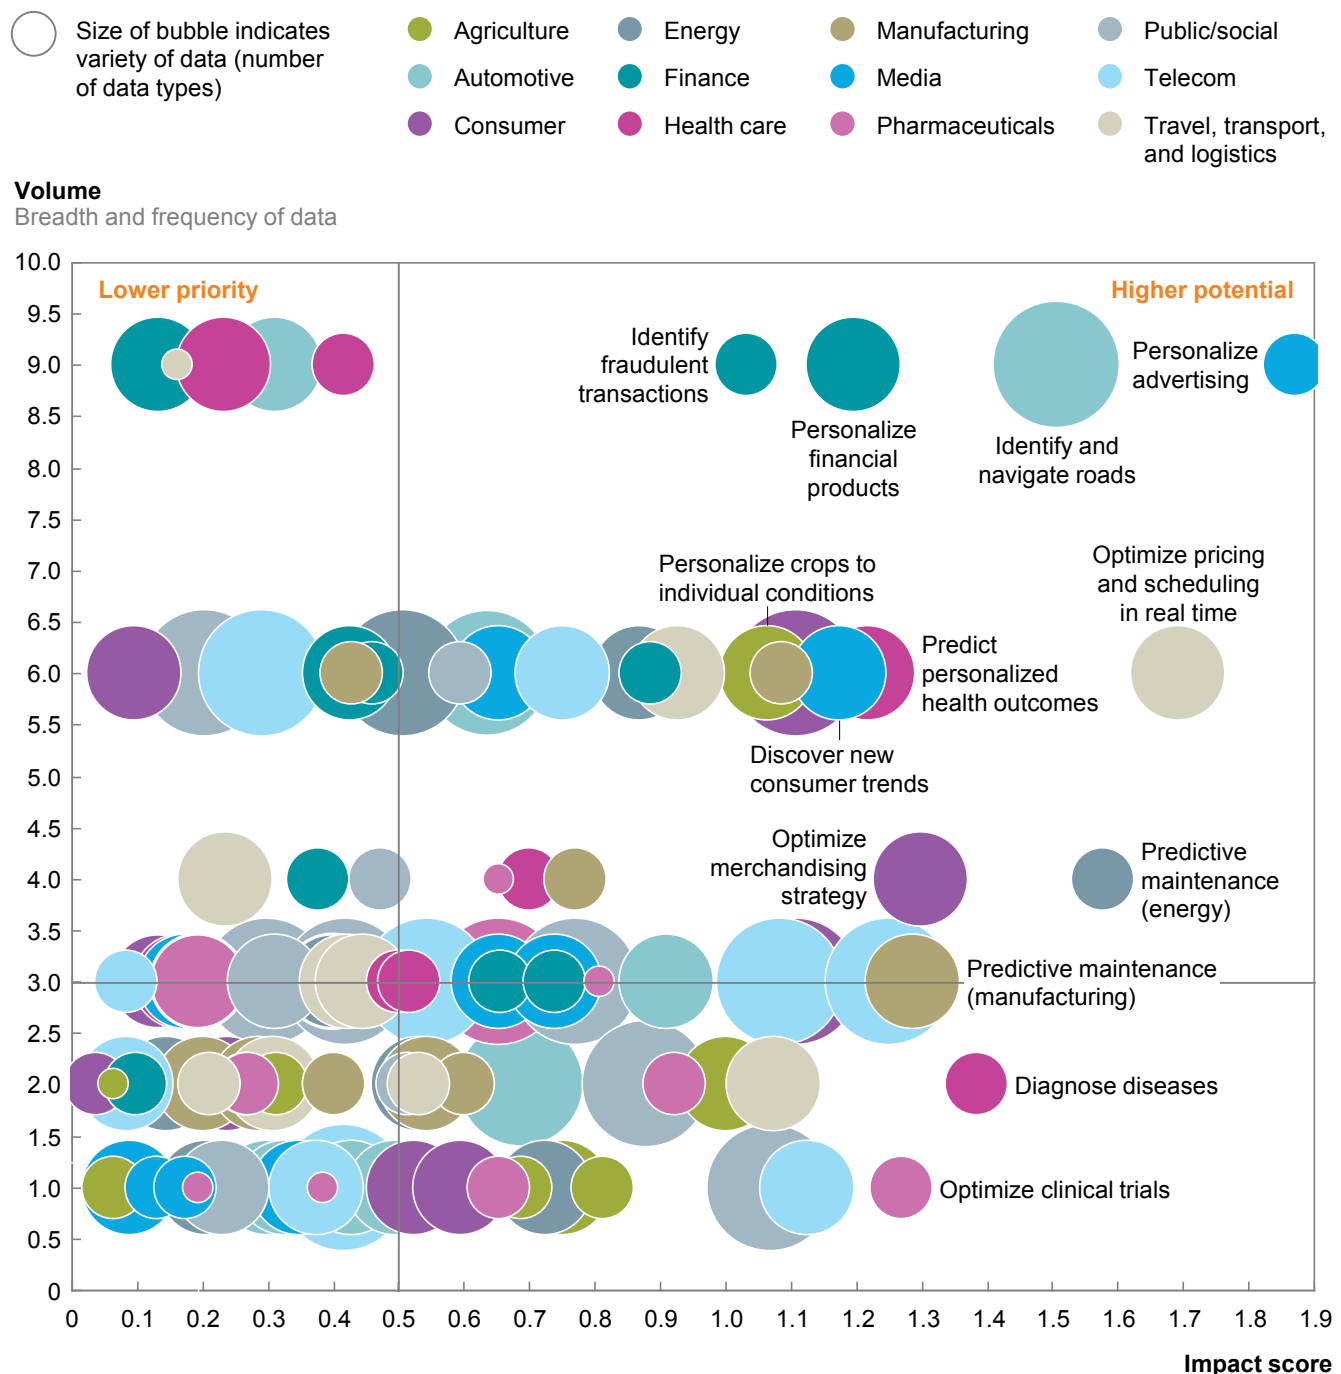 Size of bubble indicates
variety of data (number
of data types)
Agriculture
Energy
Manufacturing
Public/social
Automotive
Finance
Media
Telecom
Consumer
Health care
Pharmaceuticals
Travel, transport,
and logistics
Volume
Breadth and frequency of data
10.0
Lower priority
Higher potential
9.5
Identify
fraudulent
transactions
Personalize
advertising
9.0
8.5
Personalize
financial
products
Identify and
navigate roads
8.0
7.5
7.0
Personalize crops to
individual conditions
Optimize pricing
and scheduling
in real time
6.5
6.0
Predict
personalized
health outcomes
5.5
Discover new
consumer trends
5.0
4.5
Optimize
merchandising
strategy
Predictive
maintenance
(energy)
4.0
3.5
3.0
Predictive maintenance
(manufacturing)
2.5
2.0
Diagnose diseases
1.5
1.0
Optimize clinical trials
0.5
0
0 0.1 0.2 0.3 0.4 0.5 0.6 0.7 0.8 0.9 1.0 1.1 1.2 1.3 1.4 1.5 1.6 1.7 1.8 1.9
Impact score